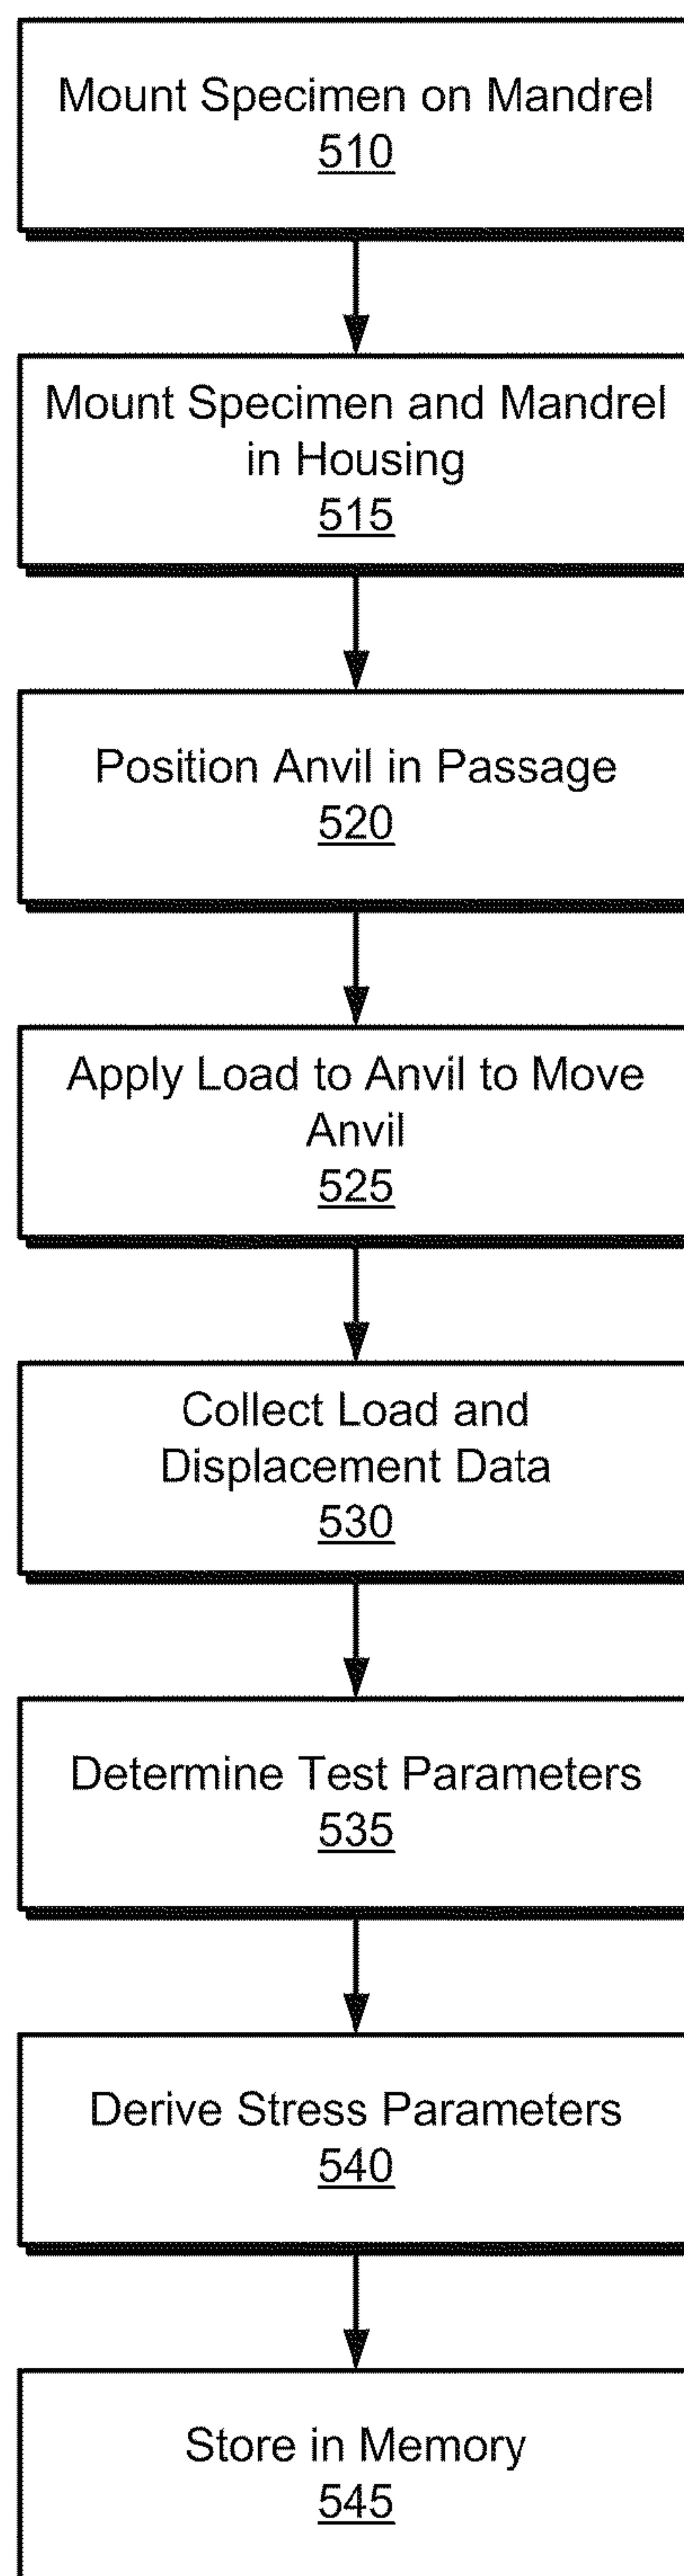 Mount Specimen on Mandrel
510
Mount Specimen and Mandrel
in Housing
515
Position Anvil in Passage
520
Apply Load to Anvil to Move
Anvil
525
Collect Load and
Displacement Data
530
Determine Test Parameters
535
Derive Stress Parameters
540
Store in Memory
545